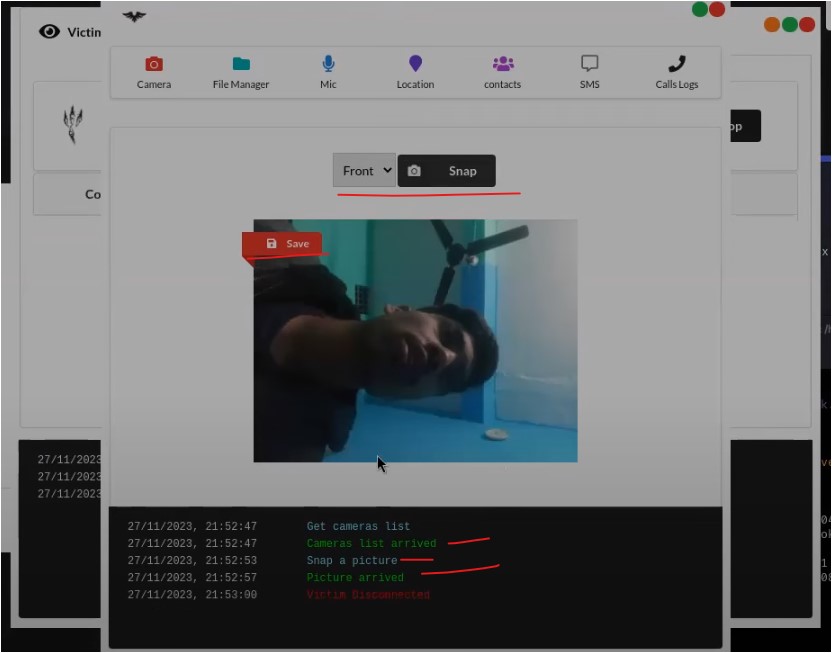 Victim
Camera
File Manager
Mic
Location
contacts
SMS
Calls Logs
op
Co
Front
Snap
Save
27/11/2023
27/11/2023
27/11/2023
27/11/2023, 21:52:47 Get cameras list
27/11/2023, 21:52:47 Cameras list arrived
27/11/2023, 21:52:53 Snap a picture
27/11/2023, 21:52:57 Picture arrived
27/11/2023, 21:53:00 Victim Disconnected